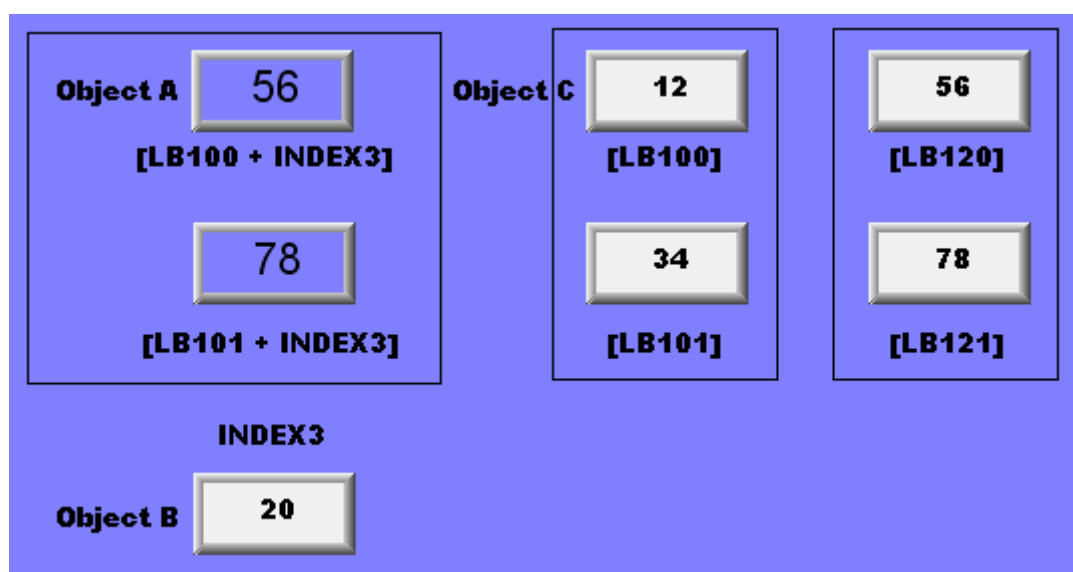 Object A 56 Object C 12 56
[LB100 + INDEX3] [LB100] [LB120]
78 34 78
[LB101 + INDEX3] [LB101] [LB121]
INDEX3
Object B 20